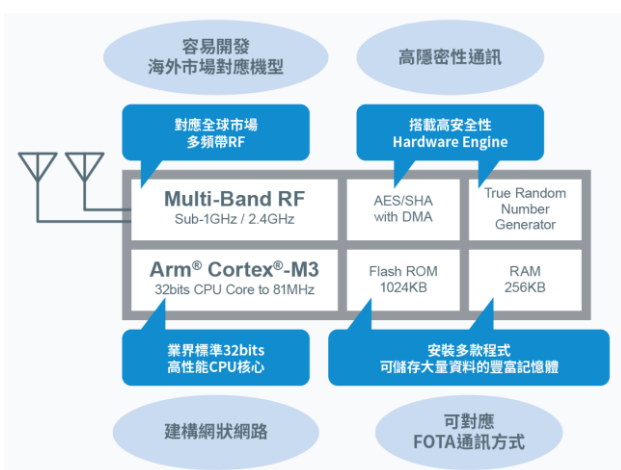 容易開發
海外市場對應機型
高隱密性通訊
對應全球市場
多頻帶RF
搭載高安全性
Hardware Engine
Multi-Band RF
Sub-1GHz / 2.4GHz
AES/SHA
with DMA
True Random
Number
Generator
Arm® Cortex®-M3
32bits CPU Core to 81MHz
Flash ROM
1024KB
RAM
256KB
業界標準32bits
高性能CPU核心
安裝多款程式
可儲存大量資料的豐富記憶體
建構網狀網路
可對應
FOTA通訊方式